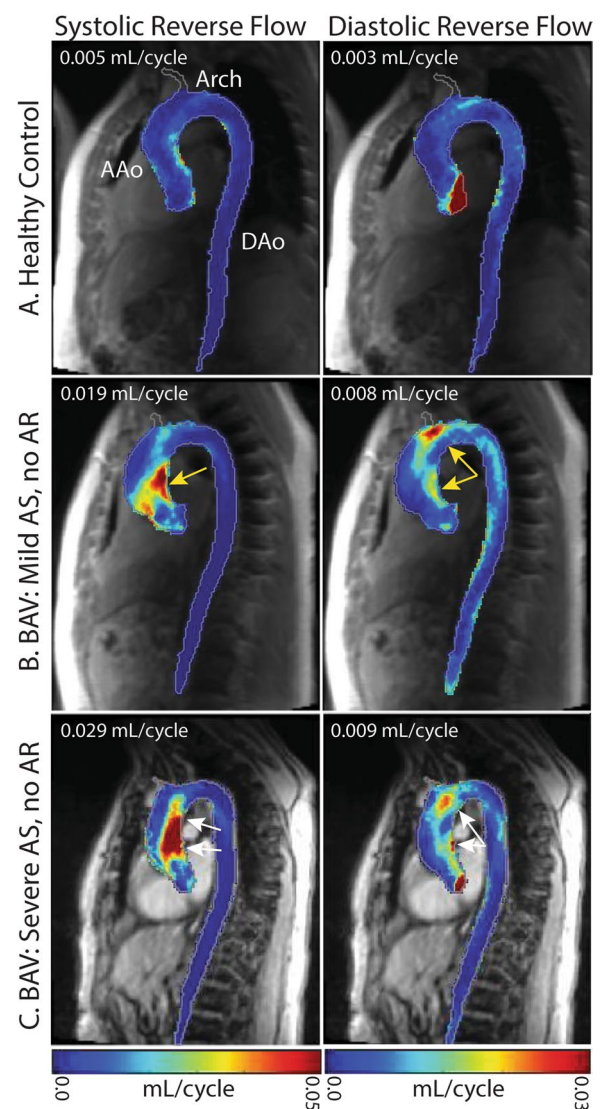 Systolic Reverse Flow
Diastolic Reverse Flow
A. Healthy Control
0.005 mL/cycle
Arch
AAo
DAo
0.003 mL/cycle
B. BAV: Mild AS, no AR
0.019 mL/cycle
0.008 mL/cycle
C. BAV: Severe AS, no AR
0.029 mL/cycle
0.009 mL/cycle
0.0
mL/cycle
0.05
0.0
mL/cycle
0.03